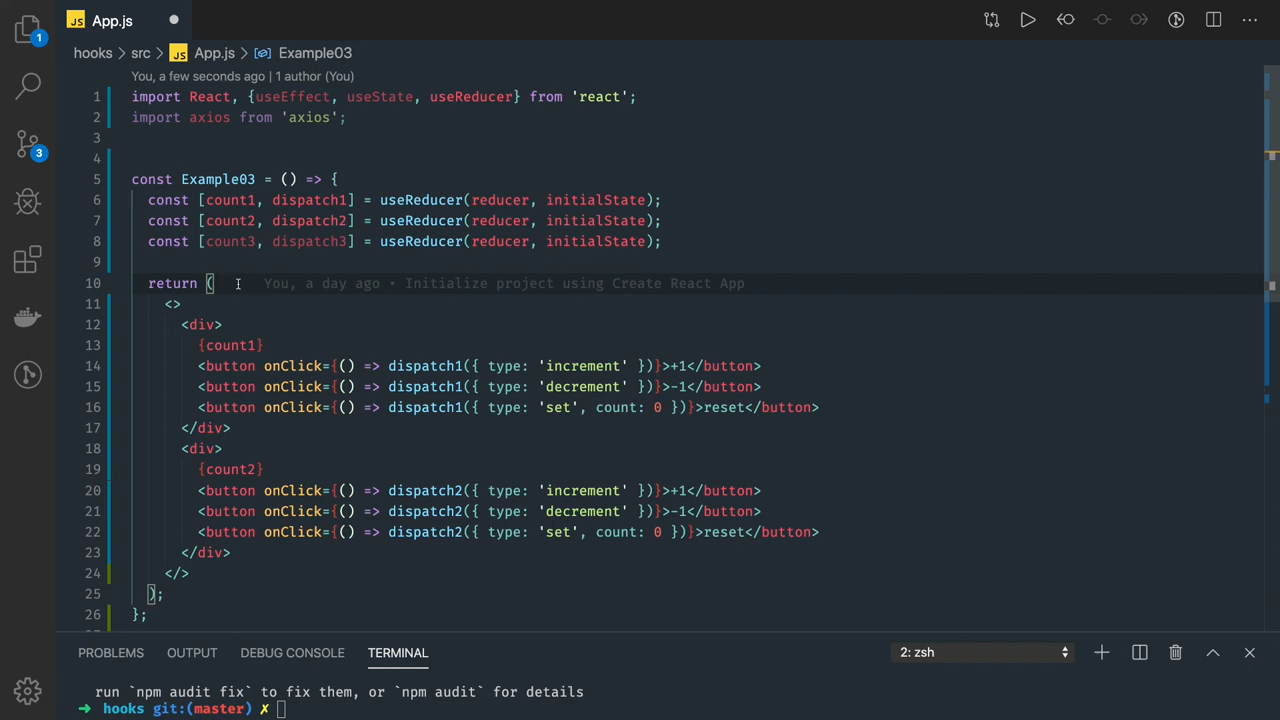 JS App.js
hooks > src > JS App.js > Example03
You, a few seconds ago | 1 author (You)
1 import React, {useEffect, useState, useReducer} from 'react';
2 import axios from 'axios';
3
4
5 const Example03 = () => {
6 const [count1, dispatch1] = useReducer(reducer, initialState);
7 const [count2, dispatch2] = useReducer(reducer, initialState);
8 const [count3, dispatch3] = useReducer(reducer, initialState);
9
10 return ( You, a day ago • Initialize project using Create React App
11 <>
12 <div>
13 {count1}
14 <button onClick={() => dispatch1({ type: 'increment' })}>+1</button>
15 <button onClick={() => dispatch1({ type: 'decrement' })}>-1</button>
16 <button onClick={() => dispatch1({ type: 'set', count: 0 })}>reset</button>
17 </div>
18 <div>
19 {count2}
20 <button onClick={() => dispatch2({ type: 'increment' })}>+1</button>
21 <button onClick={() => dispatch2({ type: 'decrement' })}>-1</button>
22 <button onClick={() => dispatch2({ type: 'set', count: 0 })}>reset</button>
23 </div>
24 </>
25 );
26 };
1
3
PROBLEMS OUTPUT DEBUG CONSOLE TERMINAL 2: zsh
run `npm audit fix` to fix them, or `npm audit` for details
➜ hooks git:(master) ✗